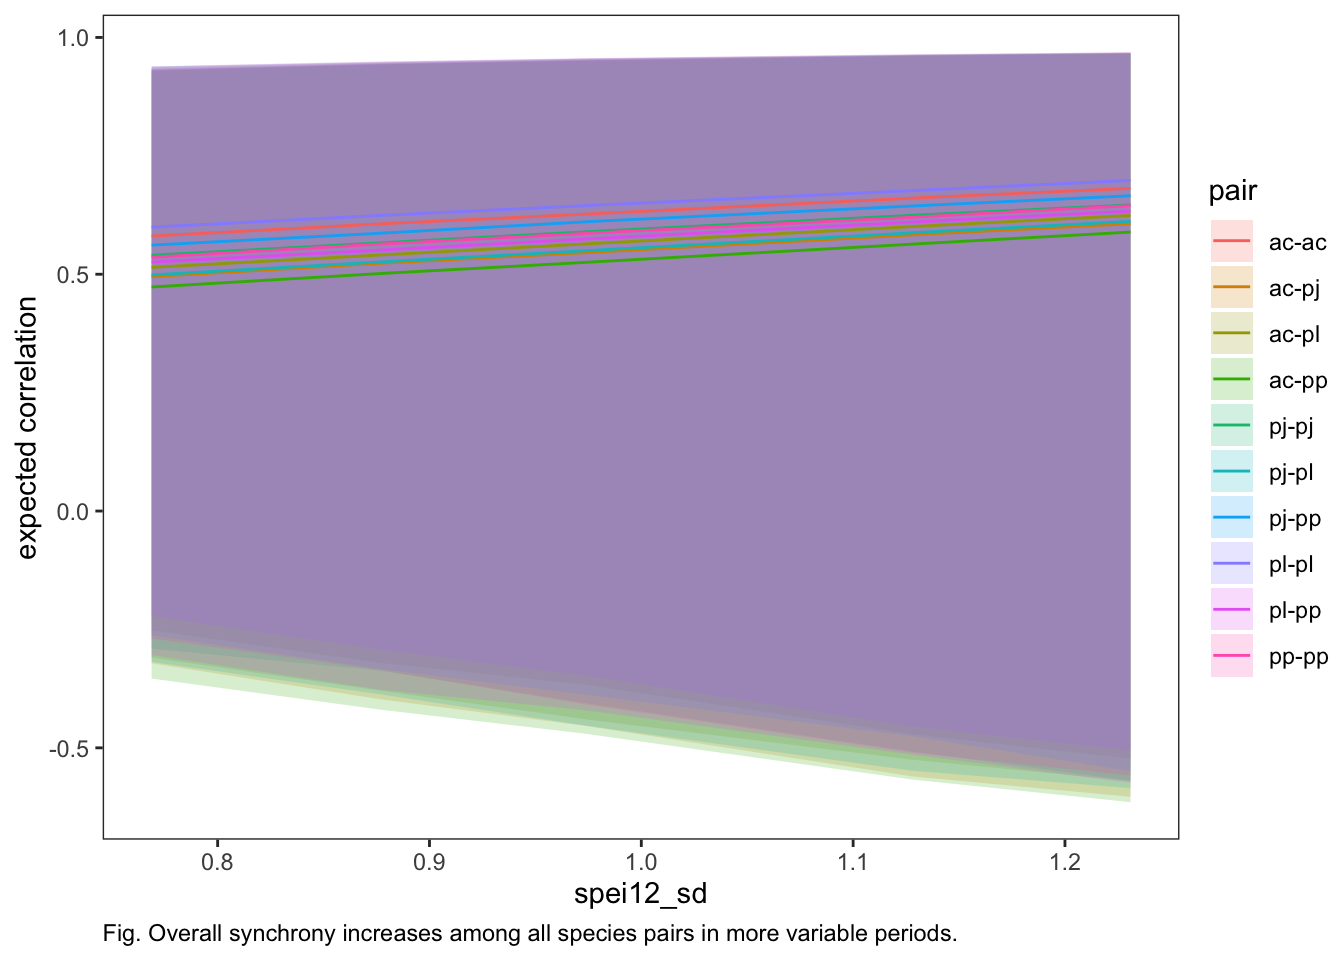 1.0
0.5
0.0
-0.5
expected correlation
0.8
0.9
1.0
1.1
1.2
spei12_sd
pair
ac-ac
ac-pj
ac-pl
ac-pp
pj-pj
pj-pl
pj-pp
pl-pl
pl-pp
pp-pp
Fig. Overall synchrony increases among all species pairs in more variable periods.